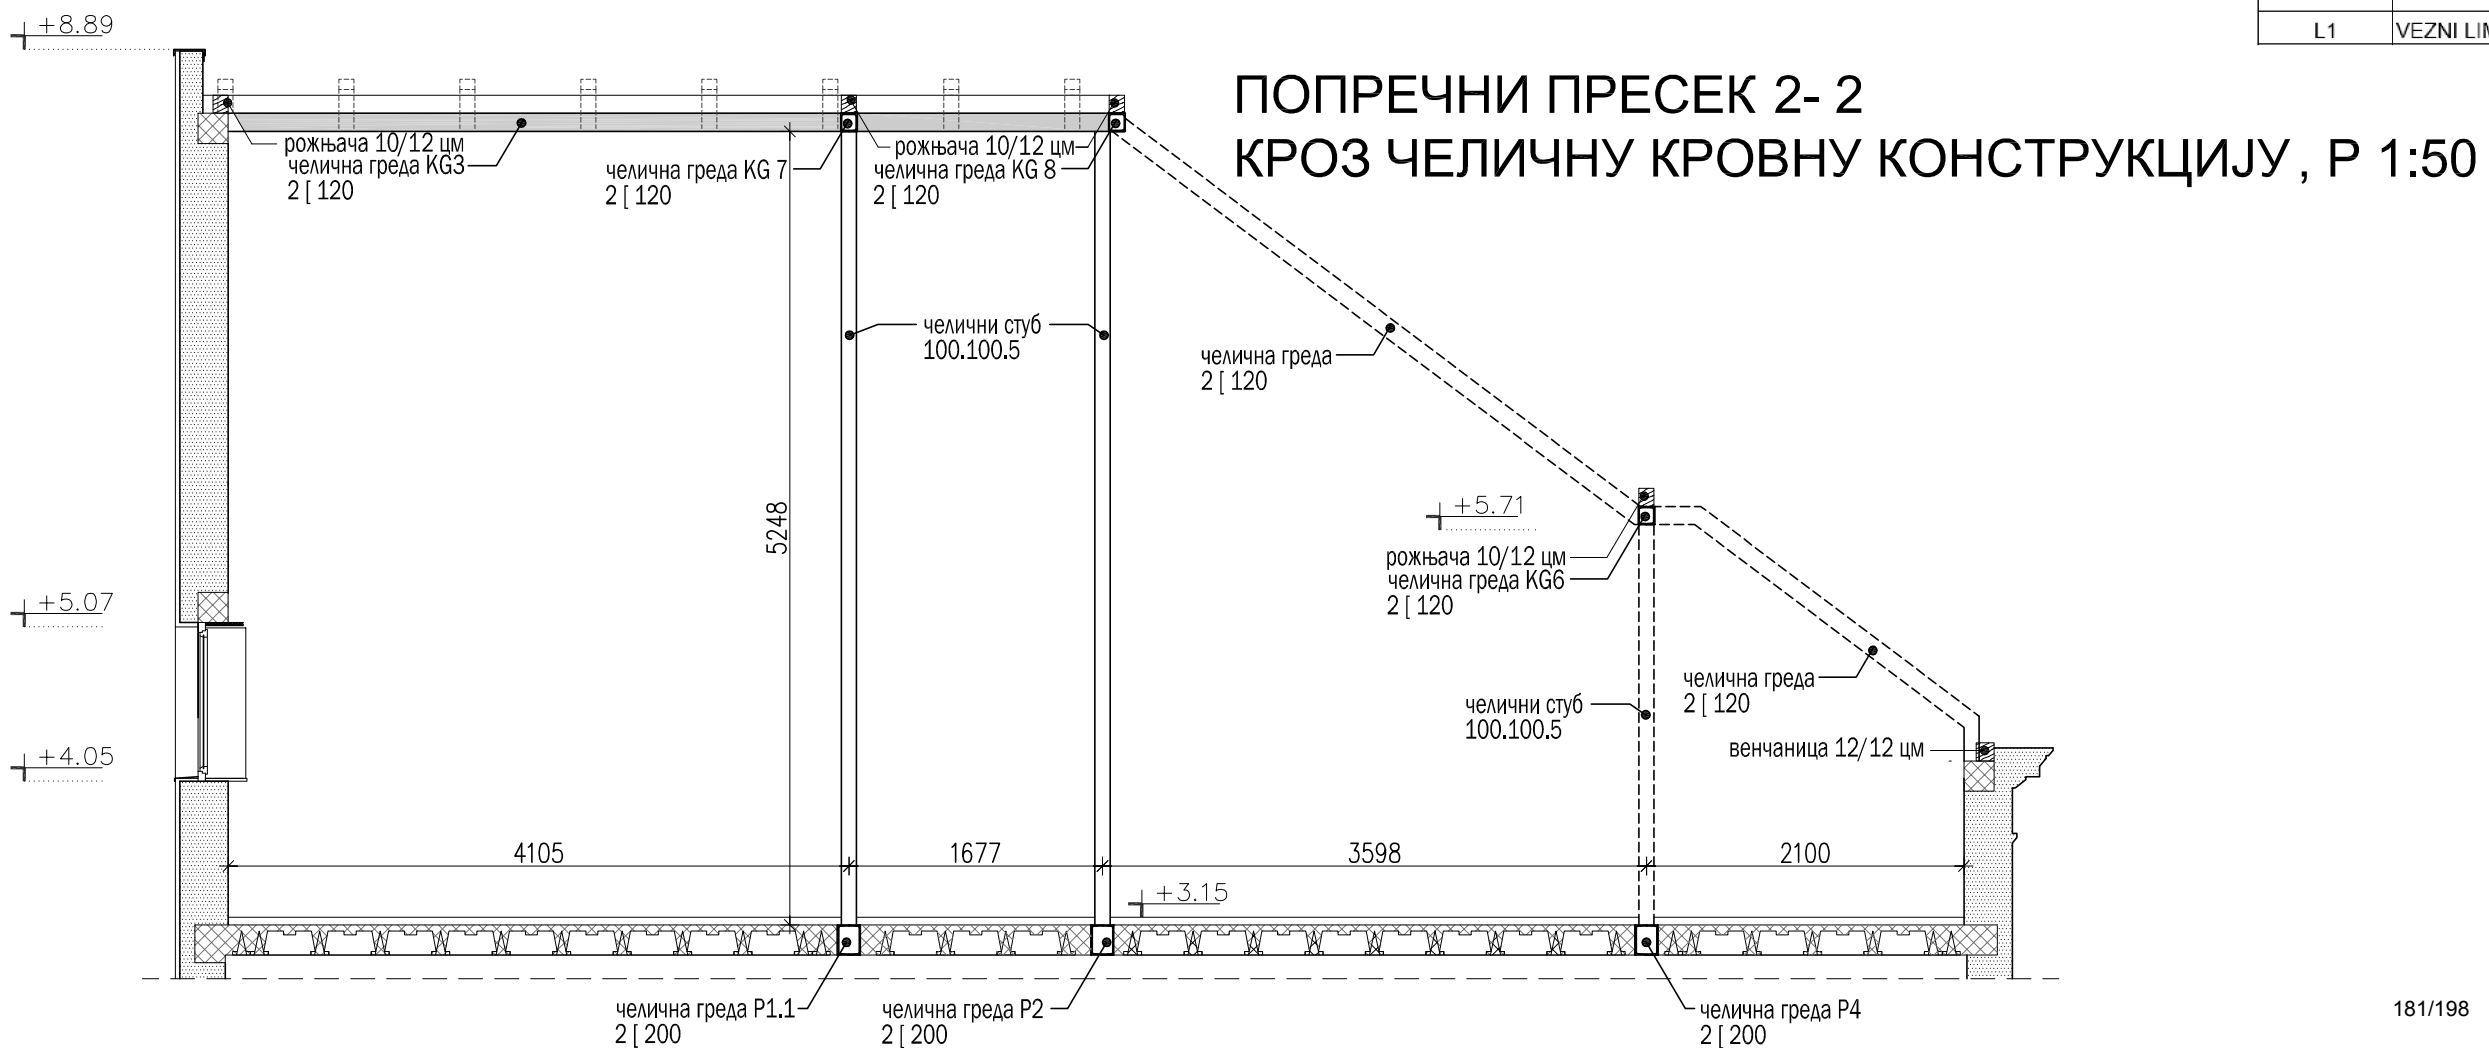 +8.89
L1 VEZNI LIM
ПОПРЕЧНИ ПРЕСЕК 2- 2
КРОЗ ЧЕЛИЧНУ КРОВНУ КОНСТРУКЦИЈУ , Р 1:50
рожњача 10/12 цм
челична греда KG3
2 [ 120
челична греда KG 7
2 [ 120
рожњача 10/12 цм
челична греда KG 8
2 [ 120
челични стуб
100.100.5
челична греда
2 [ 120
5248
+5.71
рожњача 10/12 цм
челична греда KG6
2 [ 120
+5.07
челична греда
2 [ 120
челични стуб
100.100.5
венчаница 12/12 цм
+4.05
4105
1677
3598
2100
+3.15
челична греда P1.1
2 [ 200
челична греда P2
2 [ 200
челична греда P4
2 [ 200
181/198